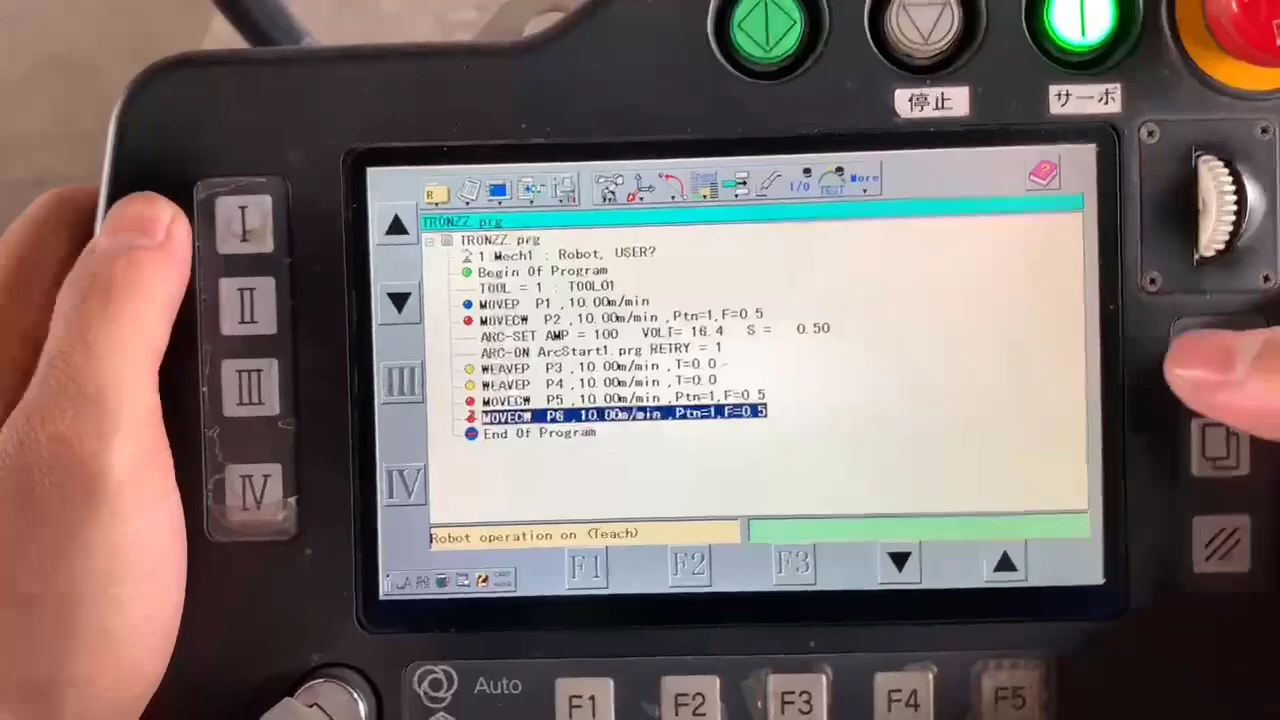 停止
サーボ
I/O
TEST
More
TRONZZ.prg
TRONZZ.prg
1 Mech1 : Robot, USER?
Begin Of Program
TOOL = 1 : TOOL01
MOVEP P1 ,10.00m/min
MOVECW P2 ,10.00m/min ,Ptn=1,F=0.5
ARC-SET AMP = 100 VOLT= 16.4 S = 0.50
ARC-ON ArcStart1.prg RETRY = 1
WEAVEP P3 ,10.00m/min ,T=0.0
WEAVEP P4 ,10.00m/min ,T=0.0
MOVECW P5 ,10.00m/min ,Ptn=1,F=0.5
MOVECW P6 ,10.00m/min ,Ptn=1,F=0.5
End Of Program
Robot operation on (Teach)
F1
F2
F3
I
II
III
IV
III
IV
Auto
F1
F2
F3
F4
F5